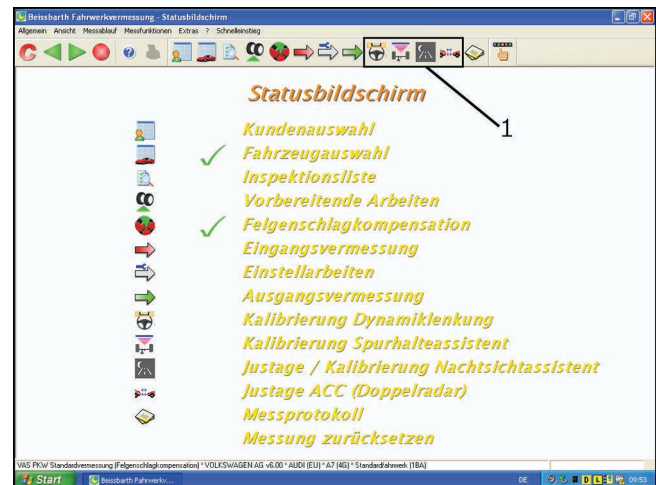 Beissbarth Fahrwerkvermessung - Statusbildschirm
Allgemein Ansicht Messablauf Messfunktionen Extras ? Schnelleinstieg
Statusbildschirm
1
Kundenauswahl
Fahrzeugauswahl
Inspektionsliste
Vorbereitende Arbeiten
Felgenschlagkompensation
Eingangsvermessung
Einstellarbeiten
Ausgangsvermessung
Kalibrierung Dynamiklenkung
Kalibrierung Spurhalteassistent
Justage / Kalibrierung Nachtsichtassistent
Justage ACC (Doppelradar)
Messprotokoll
Messung zurücksetzen
VAS PKW Standardvermessung (Felgenschlagkompensation) * VOLKSWAGEN AG v6.00 * AUDI (EU) * A7 (4G) * Standardfahrwerk (1BA)
Start Beissbarth Fahrwerkv... DE 09:53